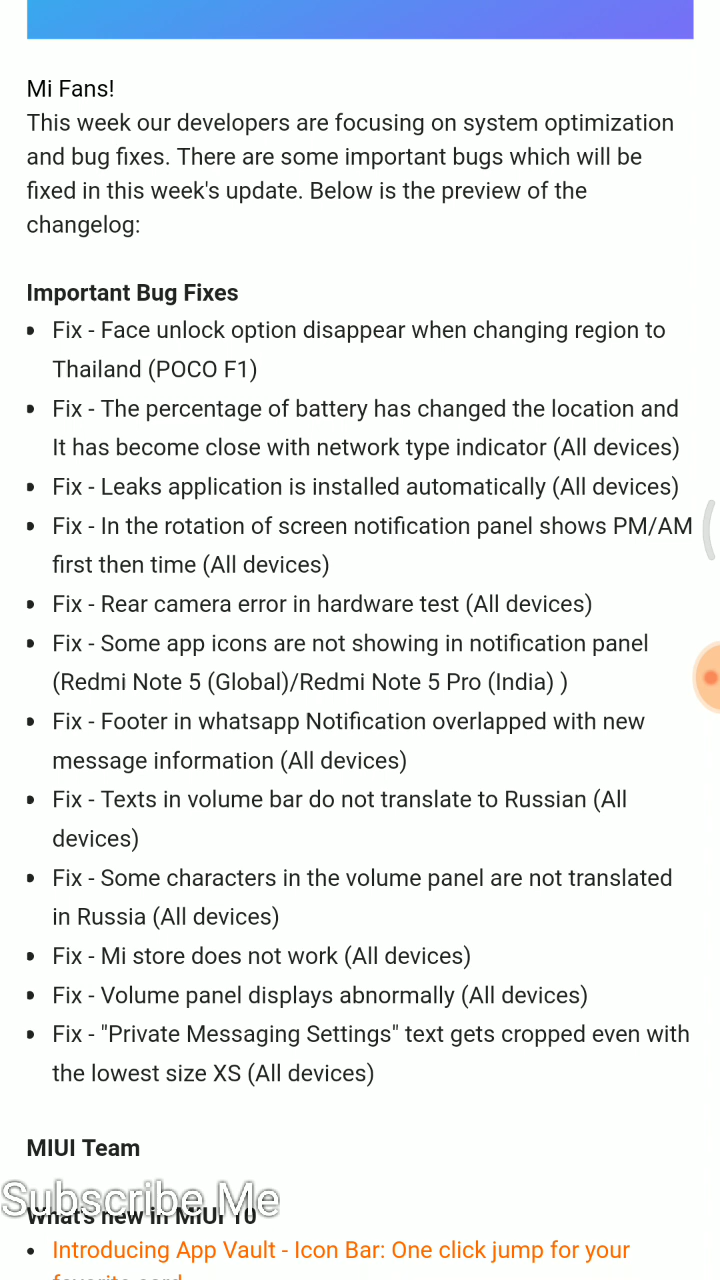 Mi Fans!
This week our developers are focusing on system optimization
and bug fixes. There are some important bugs which will be
fixed in this week's update. Below is the preview of the
changelog:
Important Bug Fixes
• Fix - Face unlock option disappear when changing region to
Thailand (POCO F1)
• Fix - The percentage of battery has changed the location and
It has become close with network type indicator (All devices)
• Fix - Leaks application is installed automatically (All devices)
• Fix - In the rotation of screen notification panel shows PM/AM
first then time (All devices)
• Fix - Rear camera error in hardware test (All devices)
• Fix - Some app icons are not showing in notification panel
(Redmi Note 5 (Global)/Redmi Note 5 Pro (India) )
• Fix - Footer in whatsapp Notification overlapped with new
message information (All devices)
• Fix - Texts in volume bar do not translate to Russian (All
devices)
• Fix - Some characters in the volume panel are not translated
in Russia (All devices)
• Fix - Mi store does not work (All devices)
• Fix - Volume panel displays abnormally (All devices)
• Fix - "Private Messaging Settings" text gets cropped even with
the lowest size XS (All devices)
MIUI Team
Subscribe Me
What's new in MIUI 10
• Introducing App Vault - Icon Bar: One click jump for your
favorite card